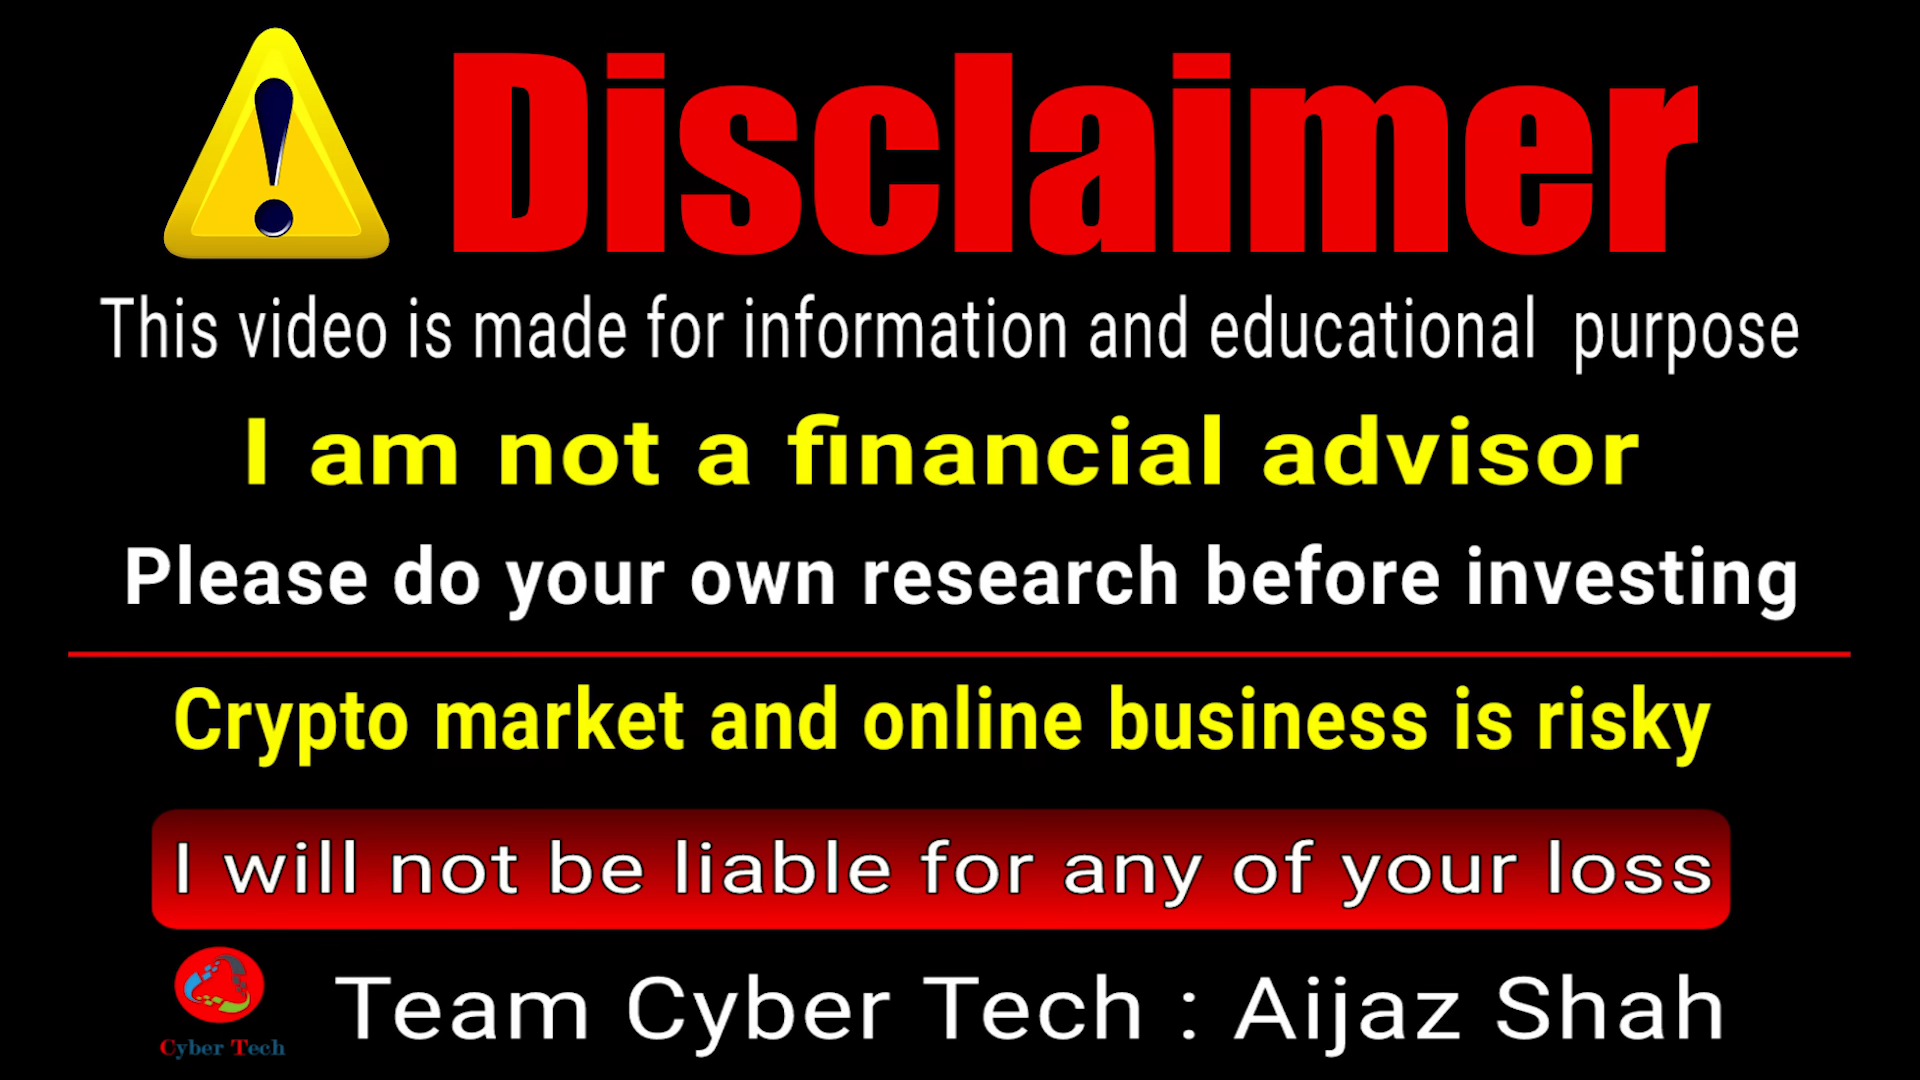 Disclaimer
This video is made for information and educational purpose
I am not a financial advisor
Please do your own research before investing
Crypto market and online business is risky
I will not be liable for any of your loss
Team Cyber Tech : Aijaz Shah
Cyber Tech